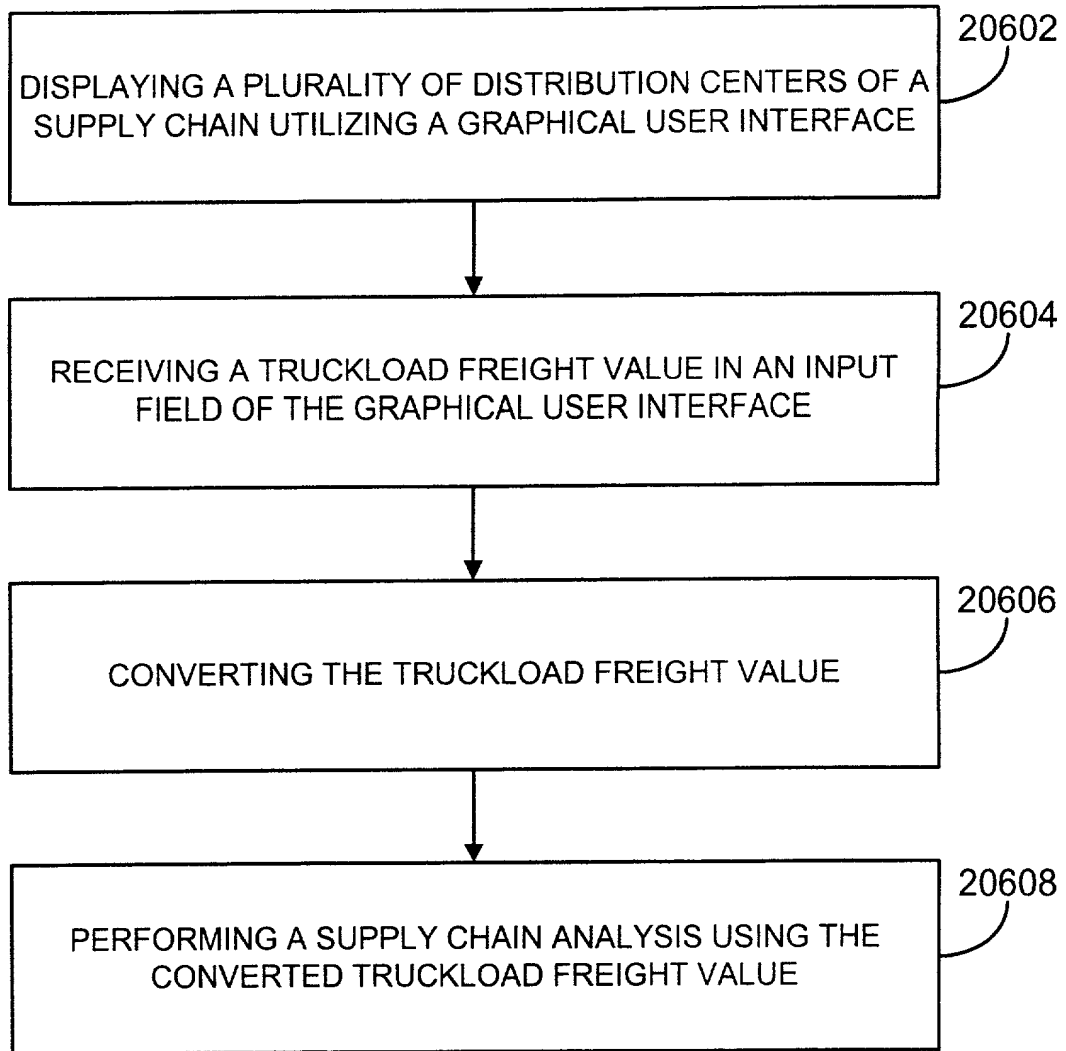 20602
DISPLAYING A PLURALITY OF DISTRIBUTION CENTERS OF A
SUPPLY CHAIN UTILIZING A GRAPHICAL USER INTERFACE
20604
RECEIVING A TRUCKLOAD FREIGHT VALUE IN AN INPUT
FIELD OF THE GRAPHICAL USER INTERFACE
20606
CONVERTING THE TRUCKLOAD FREIGHT VALUE
20608
PERFORMING A SUPPLY CHAIN ANALYSIS USING THE
CONVERTED TRUCKLOAD FREIGHT VALUE